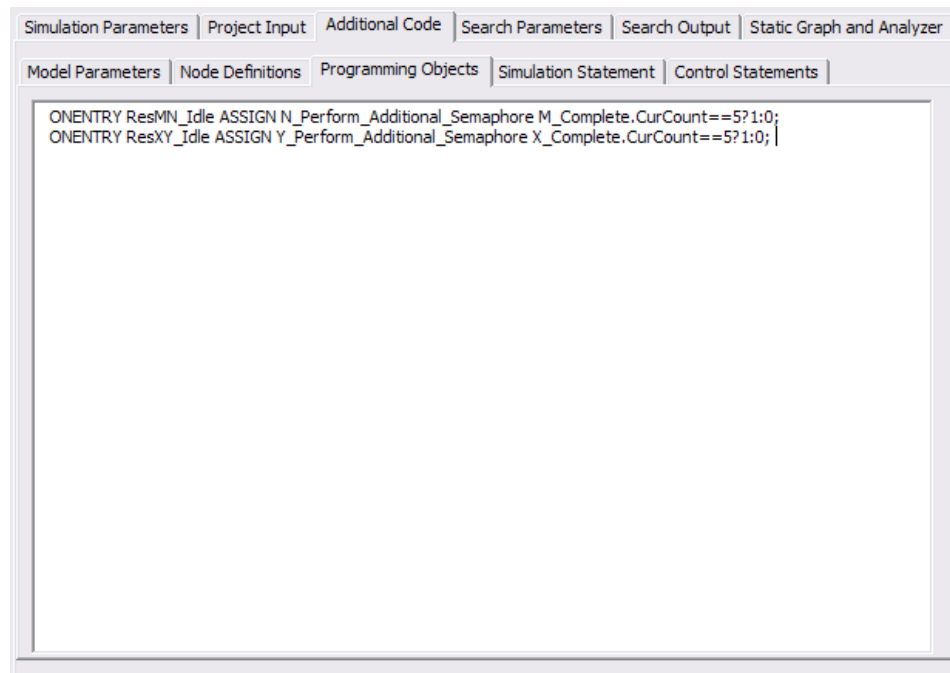 Simulation Parameters Project Input Additional Code Search Parameters Search Output Static Graph and Analyzer
Model Parameters Node Definitions Programming Objects Simulation Statement Control Statements
ONENTRY ResMN_Idle ASSIGN N_Perform_Additional_Semaphore M_Complete.CurCount==5?1:0;
ONENTRY ResXY_Idle ASSIGN Y_Perform_Additional_Semaphore X_Complete.CurCount==5?1:0;